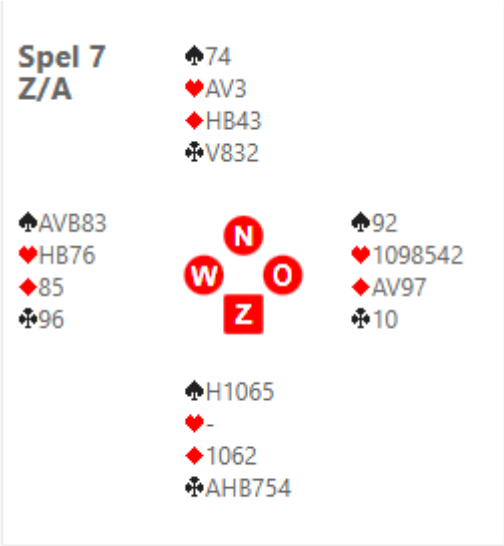 Spel 7
Z/A
♠74
♥AV3
♦HB43
♣V832
♠AVB83
♥HB76
♦85
♣96
N
W
O
Z
♠92
♥1098542
♦AV97
♣10
♠H1065
♥-
♦1062
♣AHB754